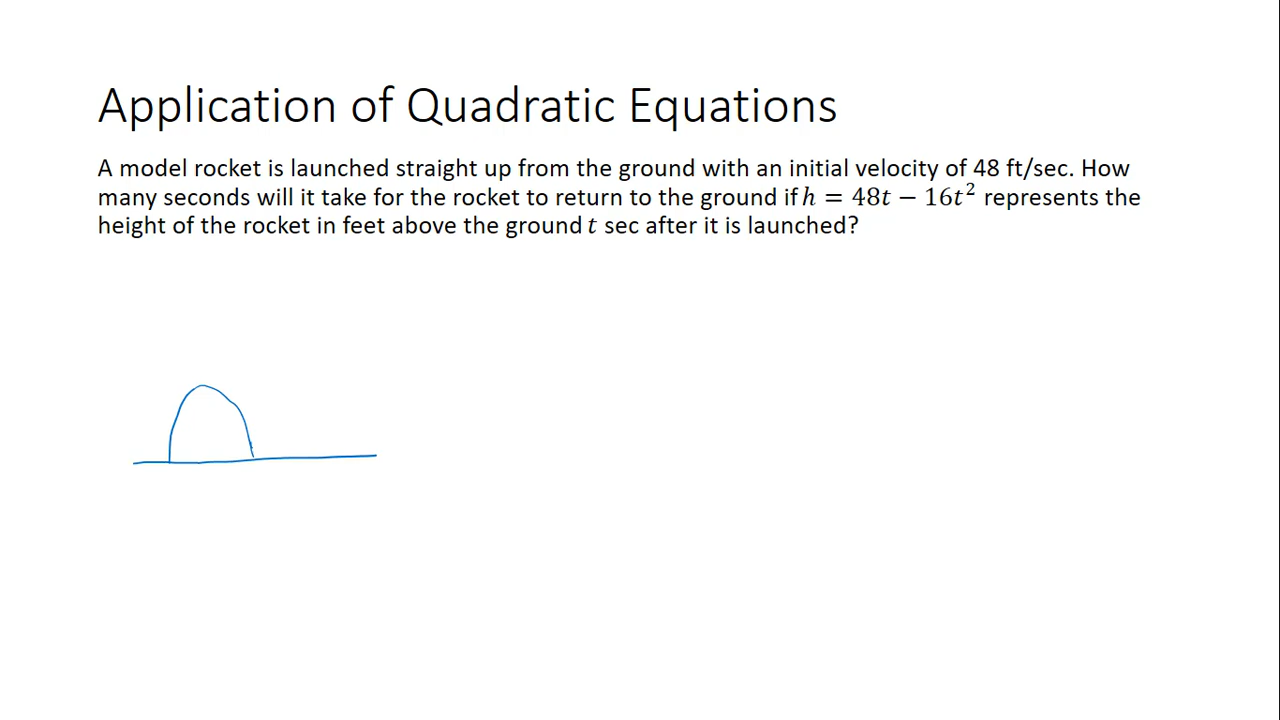 Application of Quadratic Equations
A model rocket is launched straight up from the ground with an initial velocity of 48 ft/sec. How
many seconds will it take for the rocket to return to the ground if h = 48t − 16t² represents the
height of the rocket in feet above the ground t sec after it is launched?